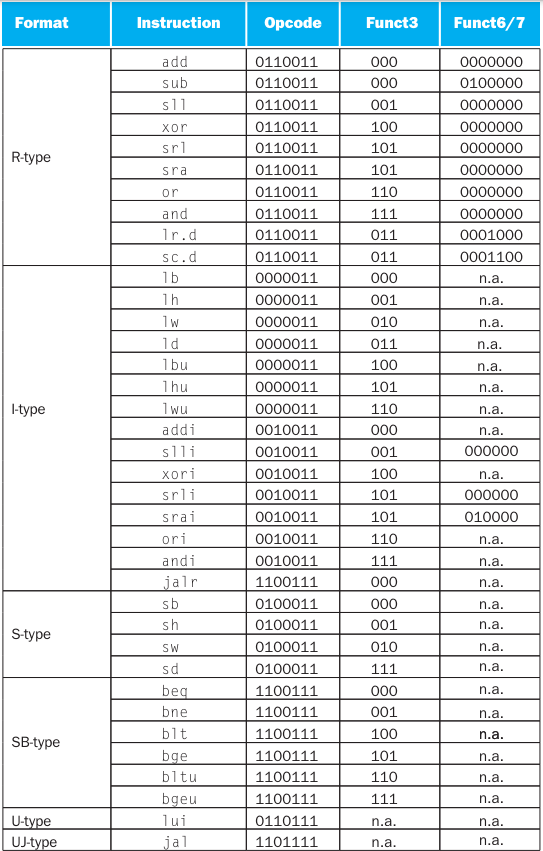 Format Instruction Opcode Funct3 Funct6/7
add 0110011 000 0000000
sub 0110011 000 0100000
sll 0110011 001 0000000
xor 0110011 100 0000000
R-type srl 0110011 101 0000000
sra 0110011 101 0000000
or 0110011 110 0000000
and 0110011 111 0000000
lr.d 0110011 011 0001000
sc.d 0110011 011 0001100
lb 0000011 000 n.a.
lh 0000011 001 n.a.
lw 0000011 010 n.a.
ld 0000011 011 n.a.
lbu 0000011 100 n.a.
lhu 0000011 101 n.a.
I-type lwu 0000011 110 n.a.
addi 0010011 000 n.a.
slli 0010011 001 000000
xori 0010011 100 n.a.
srli 0010011 101 000000
srai 0010011 101 010000
ori 0010011 110 n.a.
andi 0010011 111 n.a.
jalr 1100111 000 n.a.
sb 0100011 000 n.a.
S-type sh 0100011 001 n.a.
sw 0100011 010 n.a.
sd 0100011 111 n.a.
beq 1100111 000 n.a.
bne 1100111 001 n.a.
SB-type blt 1100111 100 n.a.
bge 1100111 101 n.a.
bltu 1100111 110 n.a.
bgeu 1100111 111 n.a.
U-type lui 0110111 n.a. n.a.
UJ-type jal 1101111 n.a. n.a.